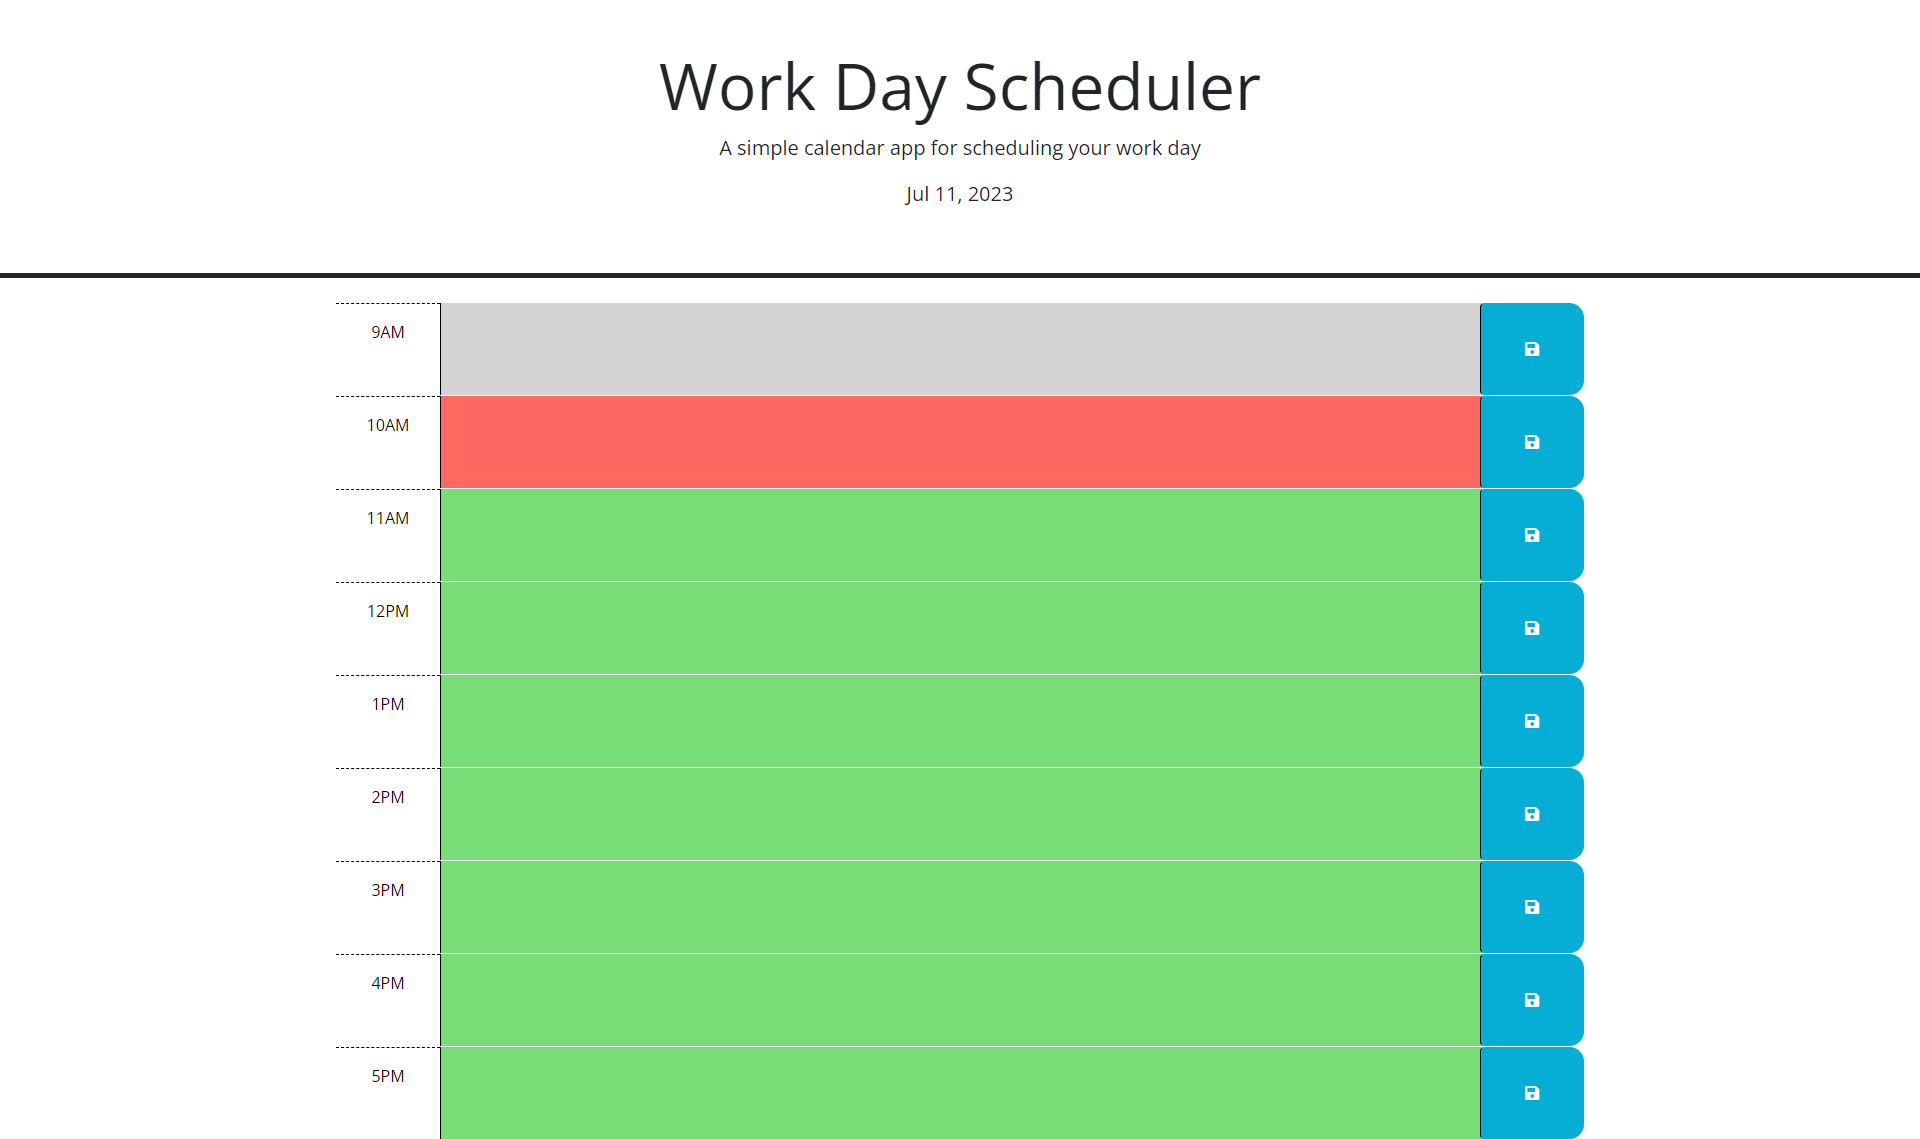 Work Day Scheduler
A simple calendar app for scheduling your work day
Jul 11, 2023
9AM
10AM
11AM
12PM
1PM
2PM
3PM
4PM
5PM